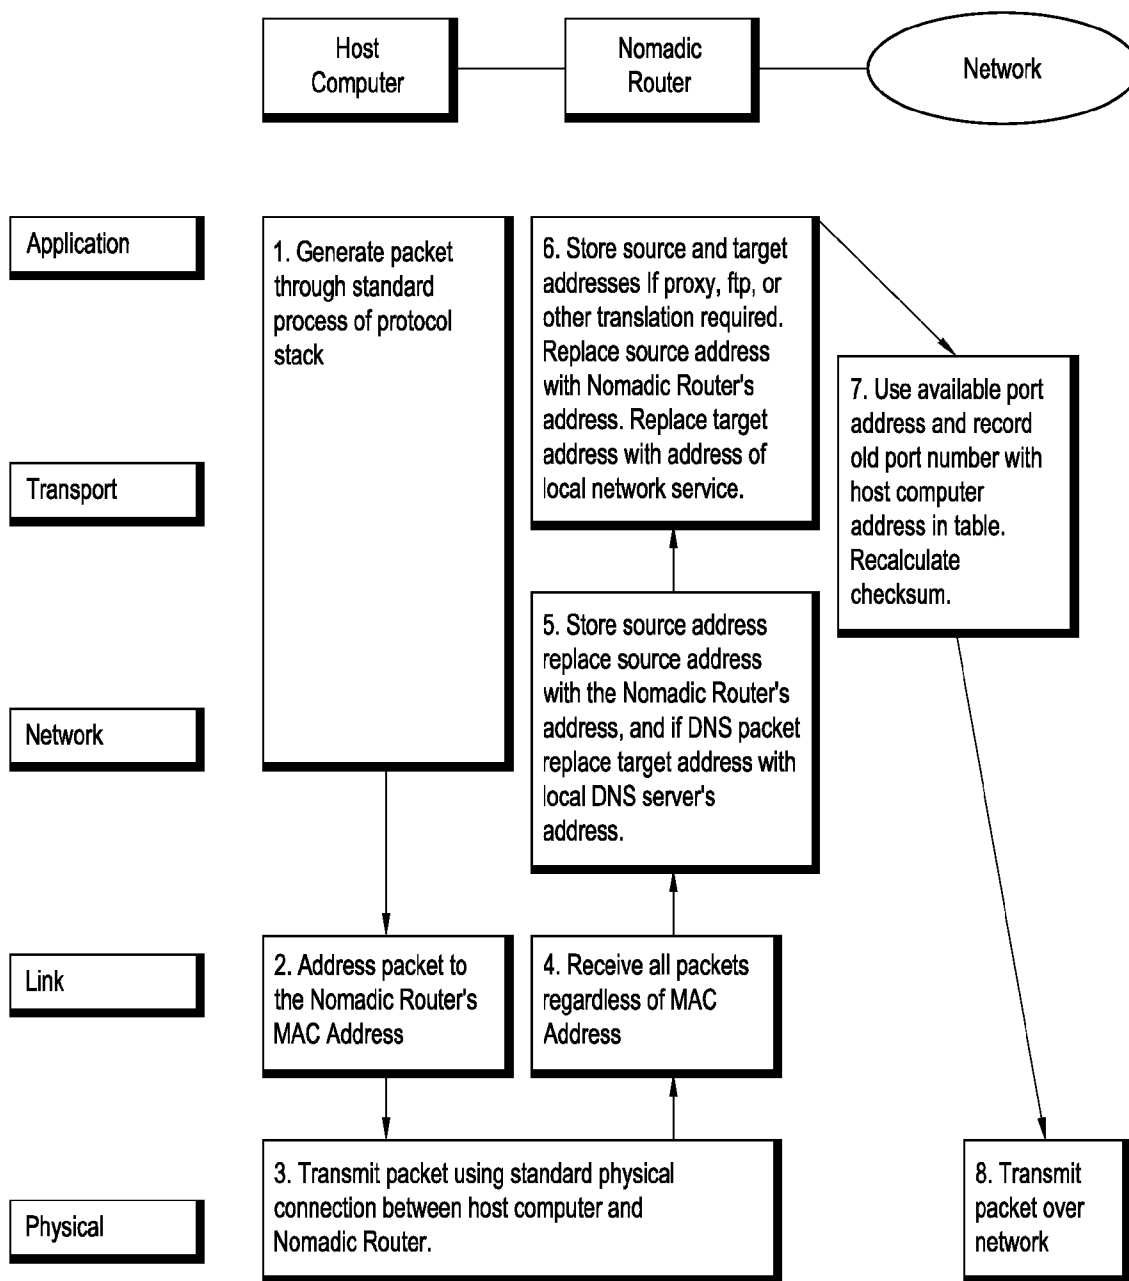 Host
Computer
Nomadic
Router
Network
Application
Transport
Network
Link
Physical
1. Generate packet
through standard
process of protocol
stack
2. Address packet to
the Nomadic Router's
MAC Address
3. Transmit packet using standard physical
connection between host computer and
Nomadic Router.
4. Receive all packets
regardless of MAC
Address
5. Store source address
replace source address
with the Nomadic Router's
address, and if DNS packet
replace target address with
local DNS server's
address.
6. Store source and target
addresses If proxy, ftp, or
other translation required.
Replace source address
with Nomadic Router's
address. Replace target
address with address of
local network service.
7. Use available port
address and record
old port number with
host computer
address in table.
Recalculate
checksum.
8. Transmit
packet over
network